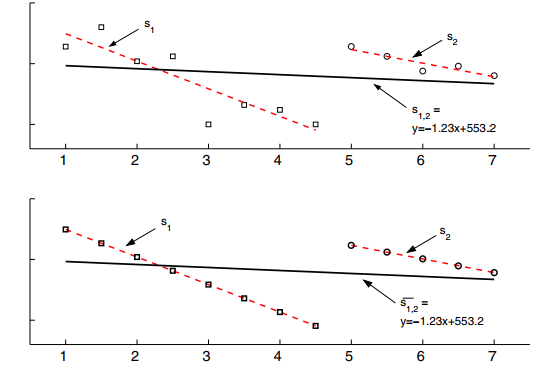 s1
s2
s1,2 =
y=−1.23x+553.2
1 2 3 4 5 6 7
s1
s2
s̅1,2 =
y=−1.23x+553.2
1 2 3 4 5 6 7